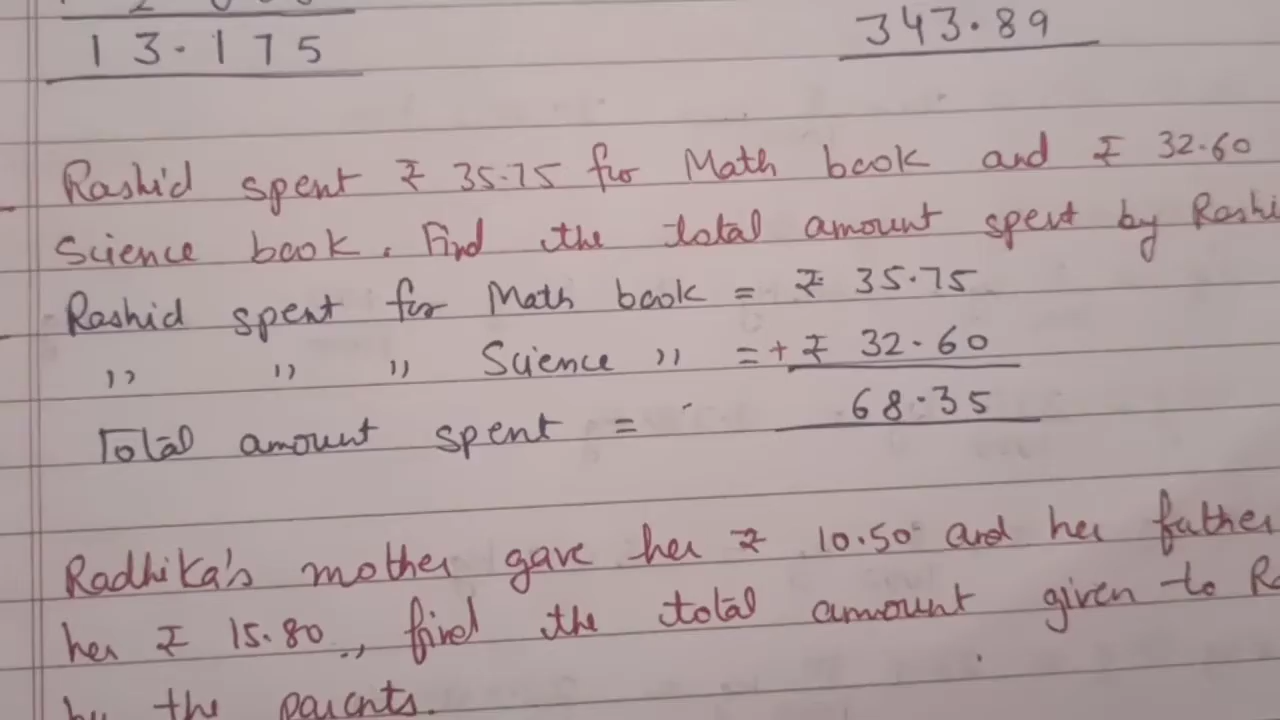 13.175
343.89
Rashid spent ₹ 35.75 for Math book and ₹ 32.60
Science book. Find the total amount spent by Rashi
Rashid spent for Math book = ₹ 35.75
,, ,, ,, Science ,, = + ₹ 32.60
Total amount spent = 68.35
Radhika's mother gave her ₹ 10.50 and her father
her ₹ 15.80, find the total amount given to Ra
by the parents.